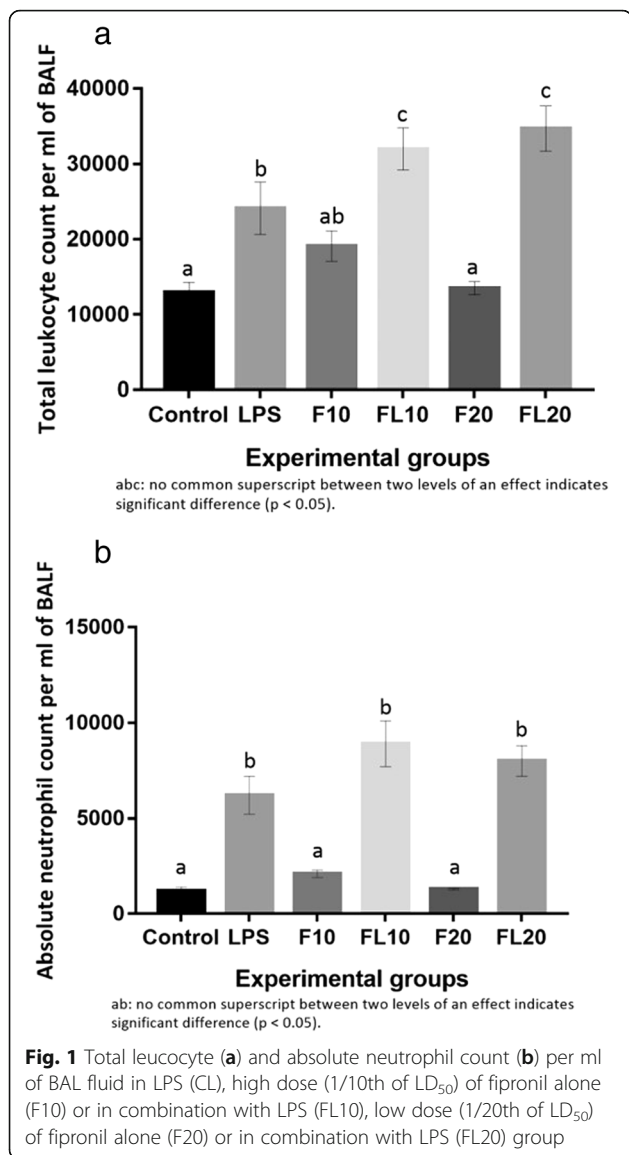 a
Total leukocyte count per ml of BALF
40000
30000
20000
10000
0
a
b
ab
c
a
c
Control LPS F10 FL10 F20 FL20
Experimental groups
abc: no common superscript between two levels of an effect indicates
significant difference (p < 0.05).
b
Absolute neutrophil count per ml of BALF
15000
10000
5000
0
a
b
a
b
a
b
Control LPS F10 FL10 F20 FL20
Experimental groups
ab: no common superscript between two levels of an effect indicates
significant difference (p < 0.05).
Fig. 1 Total leucocyte (a) and absolute neutrophil count (b) per ml
of BAL fluid in LPS (CL), high dose (1/10th of LD₅₀) of fipronil alone
(F10) or in combination with LPS (FL10), low dose (1/20th of LD₅₀)
of fipronil alone (F20) or in combination with LPS (FL20) group